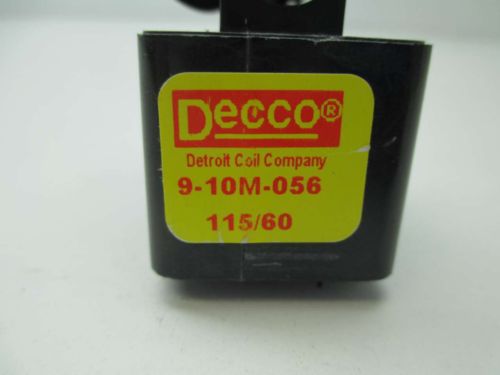 Decco®
Detroit Coil Company
9-10M-056
115/60